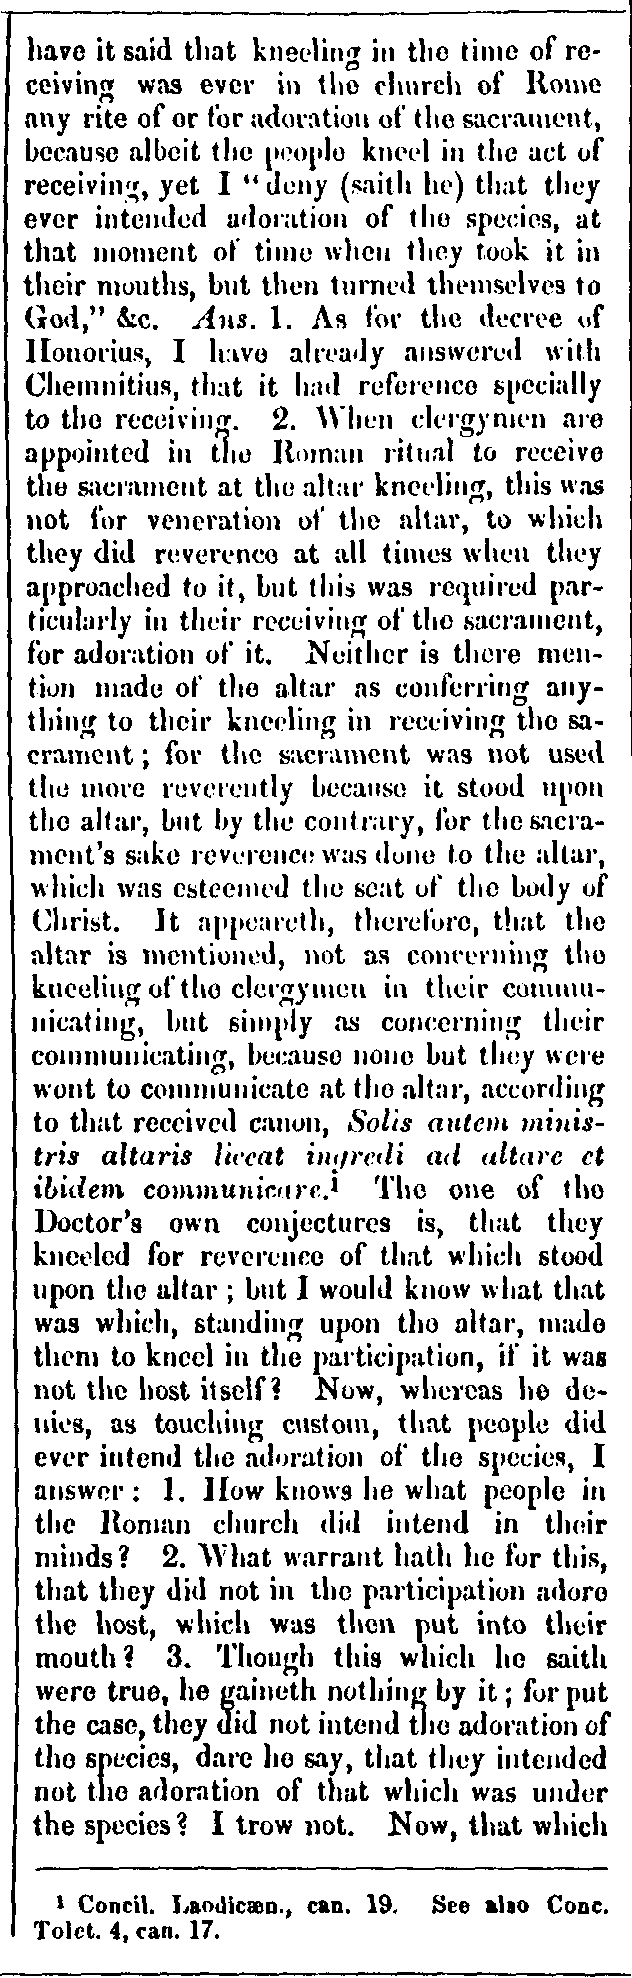 have it said that kneeling in the time of re-
ceiving was ever in the church of Rome
any rite of or for adoration of the sacrament,
because albeit the people kneel in the act of
receiving, yet I "deny (saith he) that they
ever intended adoration of the species, at
that moment of time when they took it in
their mouths, but then turned themselves to
God," &c. Ans. 1. As for the decree of
Honorius, I have already answered with
Chemnitius, that it had reference specially
to the receiving. 2. When clergymen are
appointed in the Roman ritual to receive
the sacrament at the altar kneeling, this was
not for veneration of the altar, to which
they did reverence at all times when they
approached to it, but this was required par-
ticularly in their receiving of the sacrament,
for adoration of it. Neither is there men-
tion made of the altar as conferring any-
thing to their kneeling in receiving the sa-
crament; for the sacrament was not used
the more reverently because it stood upon
the altar, but by the contrary, for the sacra-
ment's sake reverence was done to the altar,
which was esteemed the seat of the body of
Christ. It appeareth, therefore, that the
altar is mentioned, not as concerning the
kneeling of the clergymen in their commu-
nicating, but simply as concerning their
communicating, because none but they were
wont to communicate at the altar, according
to that received canon, Solis autem minis-
tris altaris liceat ingredi ad altare et
ibidem communicare.¹ The one of the
Doctor's own conjectures is, that they
kneeled for reverence of that which stood
upon the altar; but I would know what that
was which, standing upon the altar, made
them to kneel in the participation, if it was
not the host itself? Now, whereas he de-
nies, as touching custom, that people did
ever intend the adoration of the species, I
answer: 1. How knows he what people in
the Roman church did intend in their
minds? 2. What warrant hath he for this,
that they did not in the participation adore
the host, which was then put into their
mouth? 3. Though this which he saith
were true, he gaineth nothing by it; for put
the case, they did not intend the adoration of
the species, dare he say, that they intended
not the adoration of that which was under
the species? I trow not. Now, that which
¹ Concil. Laodicæn., can. 19. See also Conc.
Tolet. 4, can. 17.